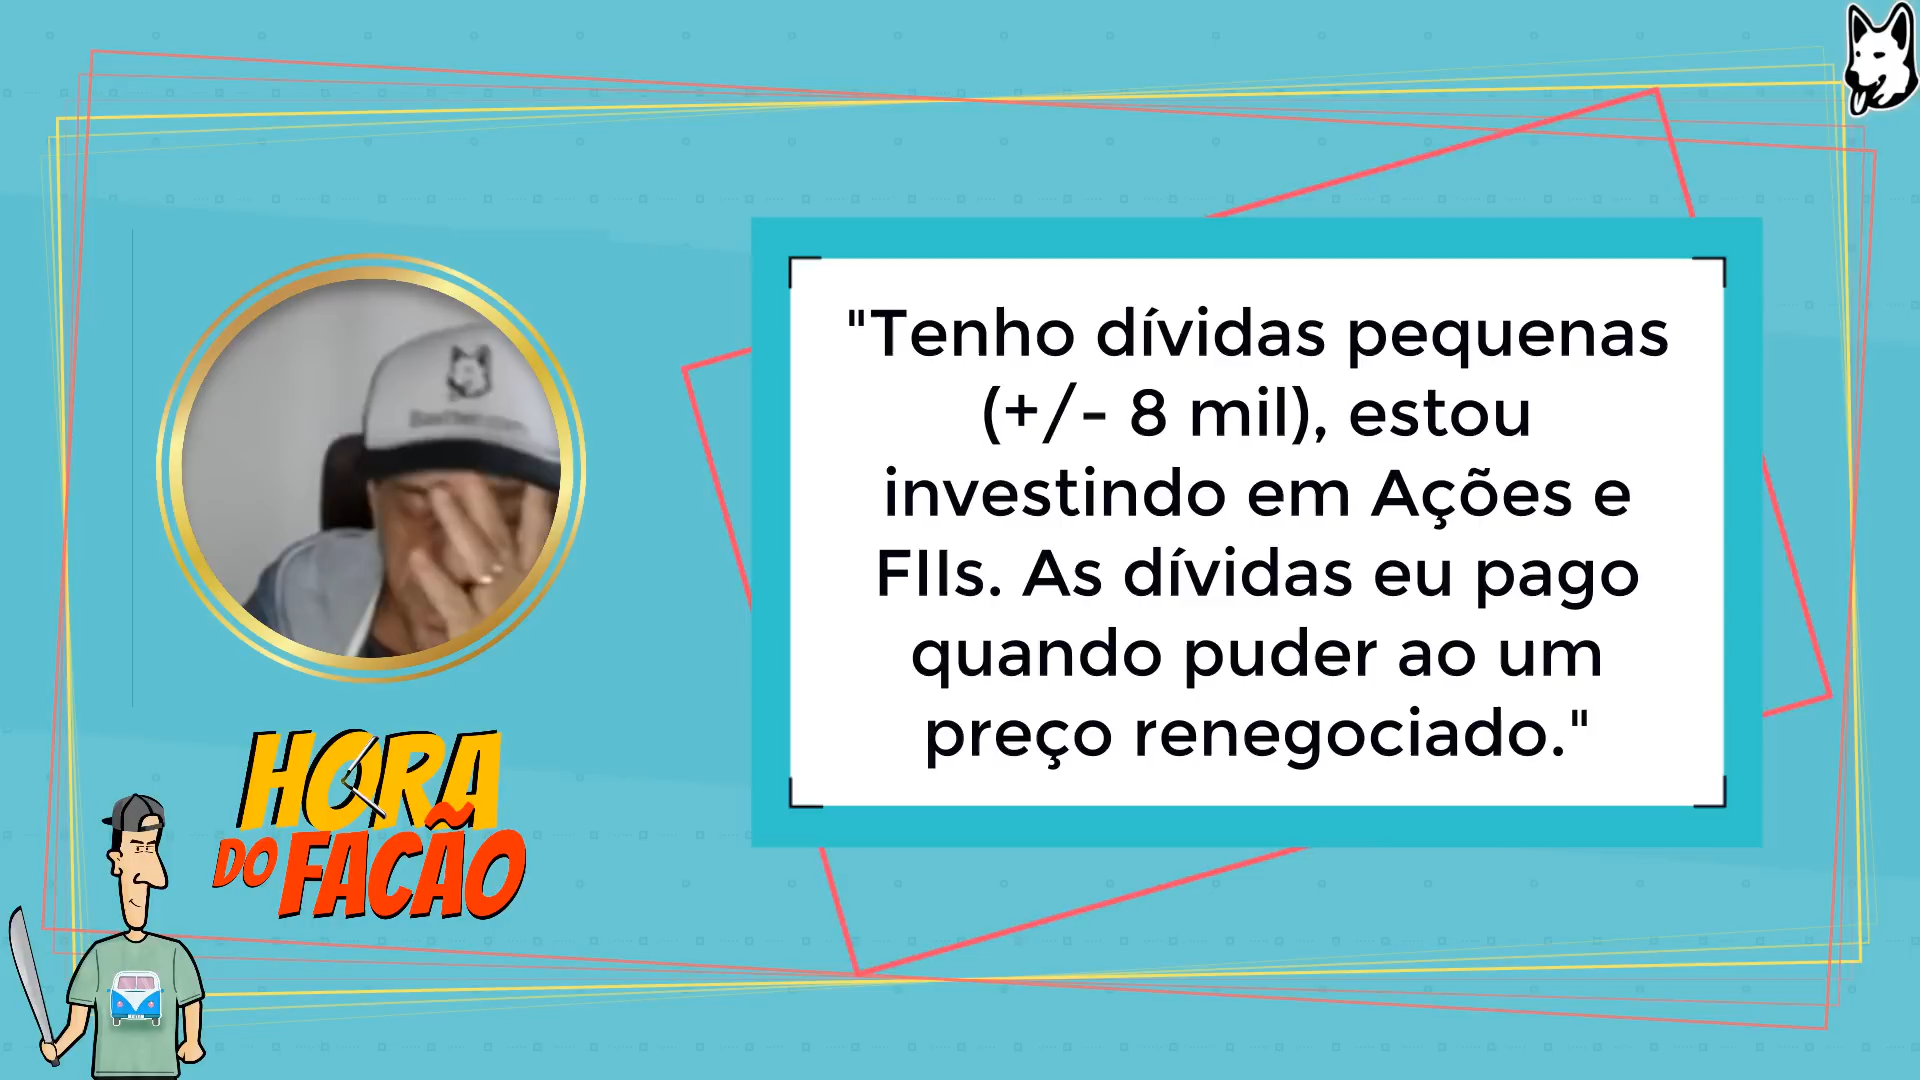 "Tenho dívidas pequenas
(+/- 8 mil), estou
investindo em Ações e
FIIs. As dívidas eu pago
quando puder ao um
preço renegociado."
HORA
DO FACÃO